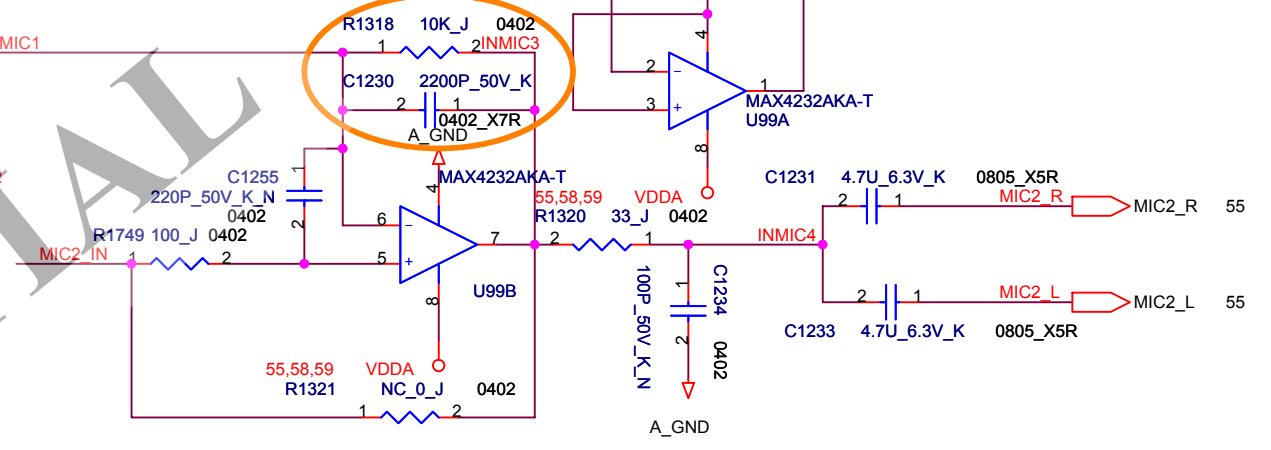 R1318 10K_J 0402
MIC1 1 2 INMIC3
4
C1230 2200P_50V_K
2 1
0402_X7R
A_GND
2 −
3 +
1
MAX4232AKA-T
U99A
8
IAL
1
C1255
220P_50V_K_N
0402
2
4
MAX4232AKA-T
55,58,59 VDDA
R1320 33_J 0402
C1231 4.7U_6.3V_K 0805_X5R
2 1 MIC2_R
MIC2_R 55
R1749 100_J 0402
MIC2_IN 1 2
6 −
5 +
7
2 1
INMIC4
U99B
8
1
C1234
100P_50V_K_N
2
0402
2 1 MIC2_L
MIC2_L 55
C1233 4.7U_6.3V_K 0805_X5R
55,58,59 VDDA
R1321 NC_0_J 0402
1 2
A_GND